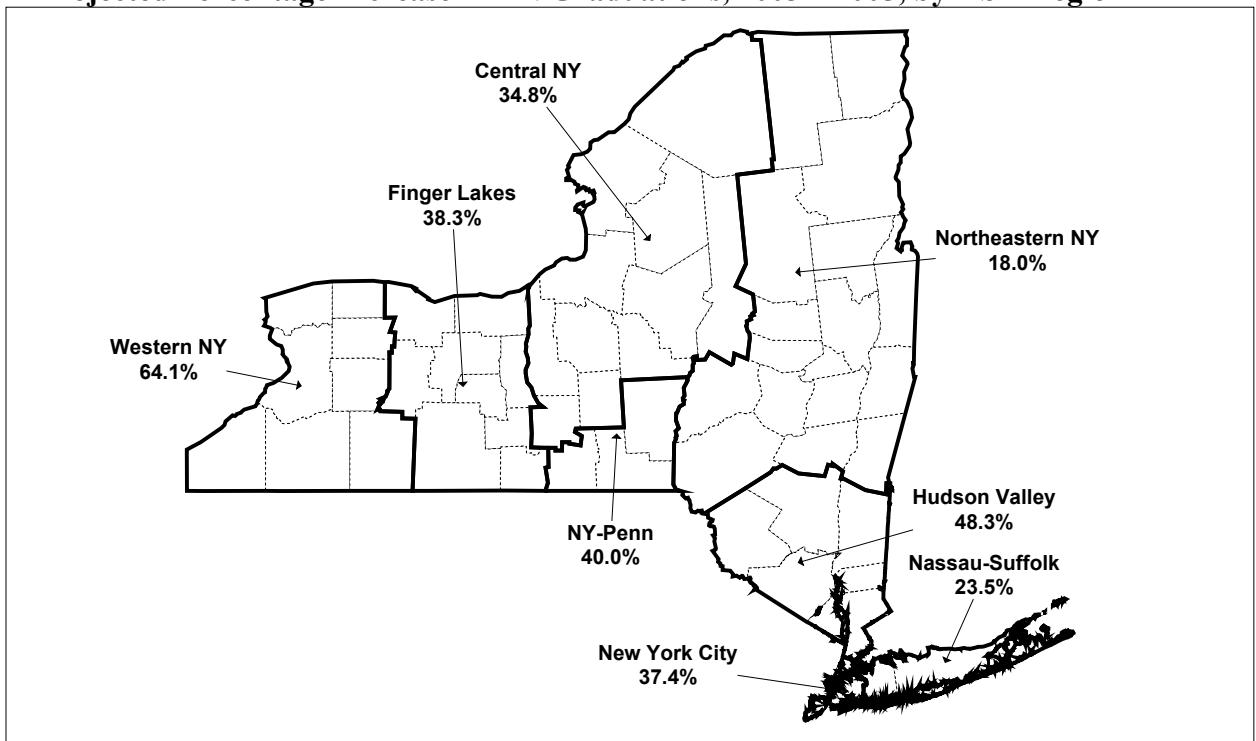 Central NY
34.8%
Finger Lakes
38.3%
Northeastern NY
18.0%
Western NY
64.1%
Hudson Valley
48.3%
NY-Penn
40.0%
Nassau-Suffolk
23.5%
New York City
37.4%